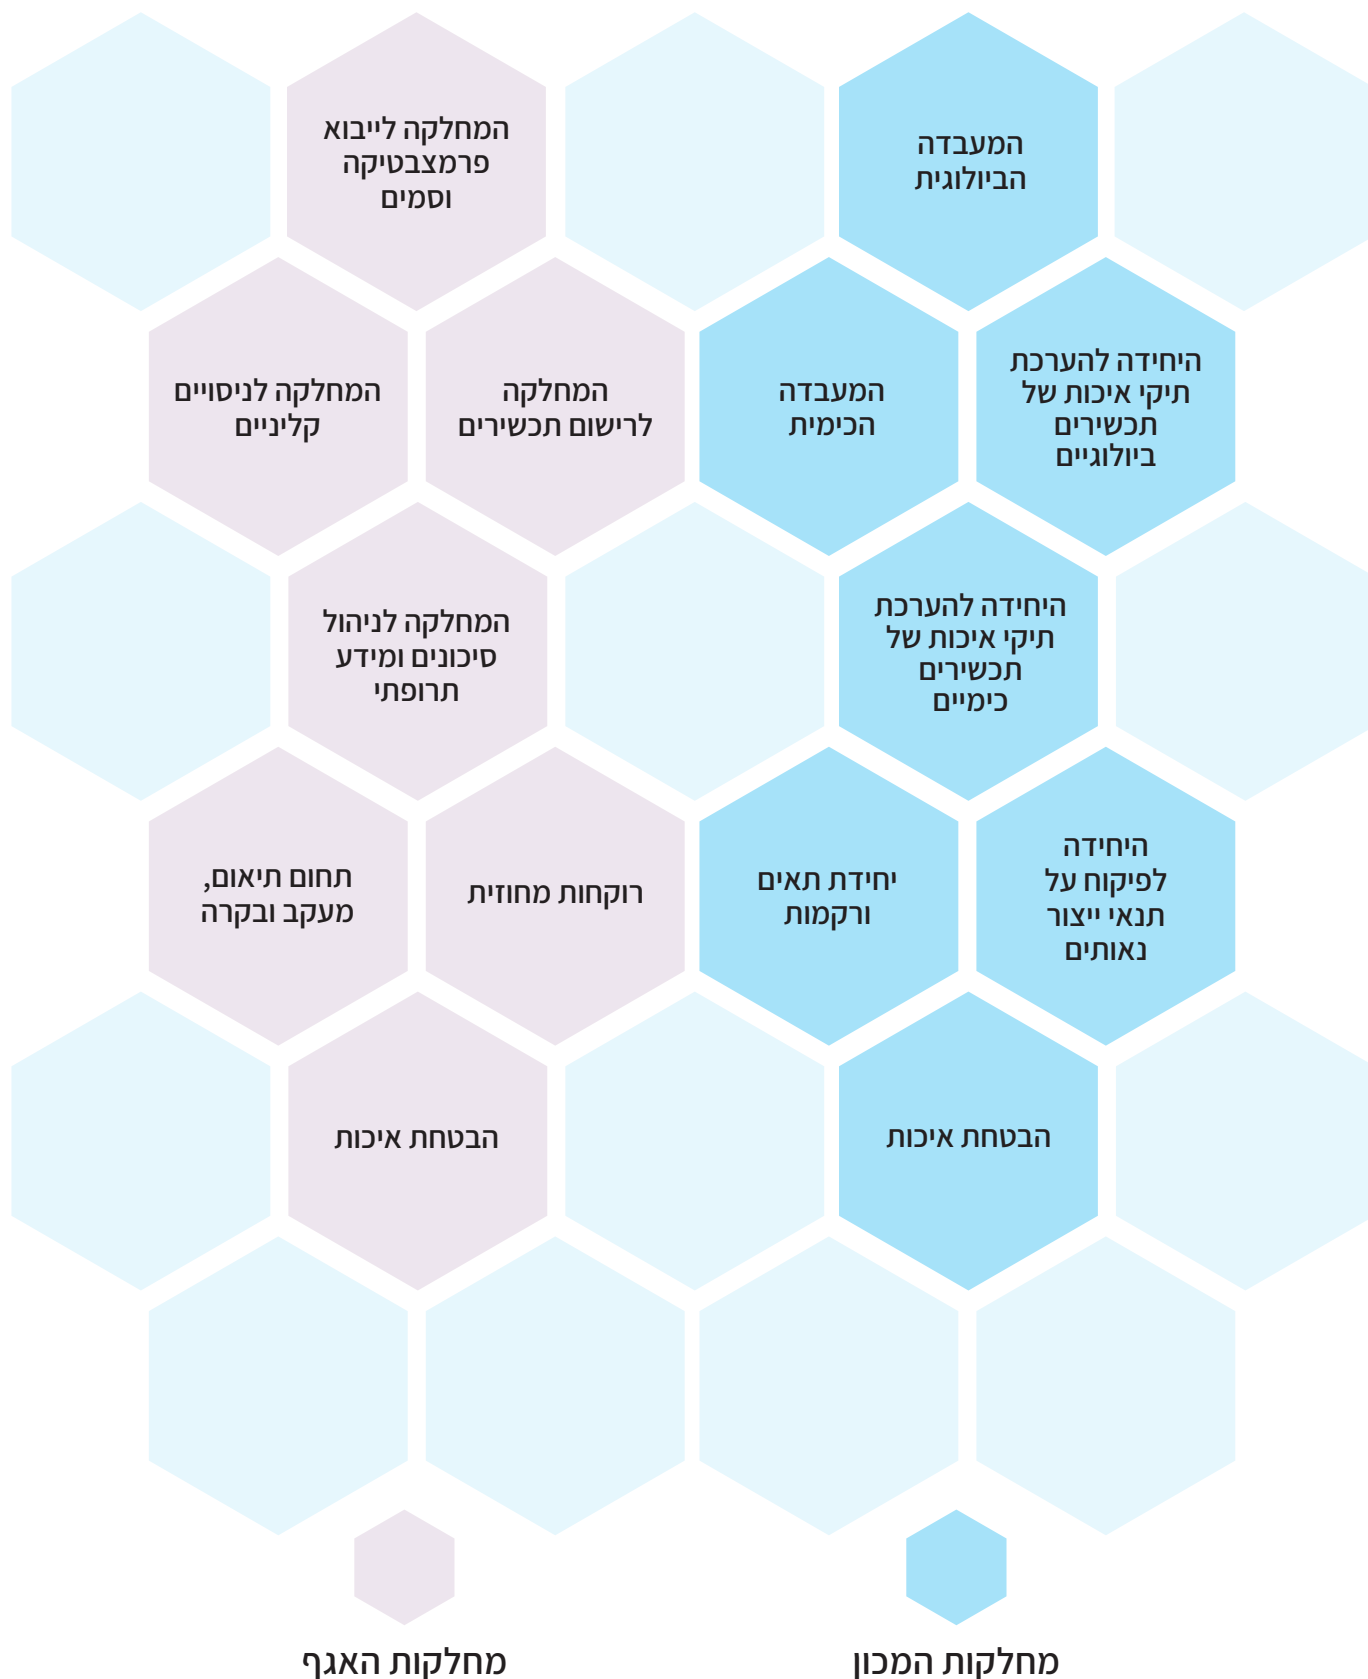 המעבדה
הביולוגית
המחלקה לייבוא
פרמצבטיקה
וסמים
היחידה להערכת
תיקי איכות של
תכשירים
ביולוגיים
המעבדה
הכימית
המחלקה
לרישום תכשירים
המחלקה לניסויים
קליניים
היחידה להערכת
תיקי איכות של
תכשירים
כימיים
המחלקה לניהול
סיכונים ומידע
תרופתי
היחידה
לפיקוח על
תנאי ייצור
נאותים
יחידת תאים
ורקמות
רוקחות מחוזית
תחום תיאום,
מעקב ובקרה
הבטחת איכות
הבטחת איכות
מחלקות המכון
מחלקות האגף